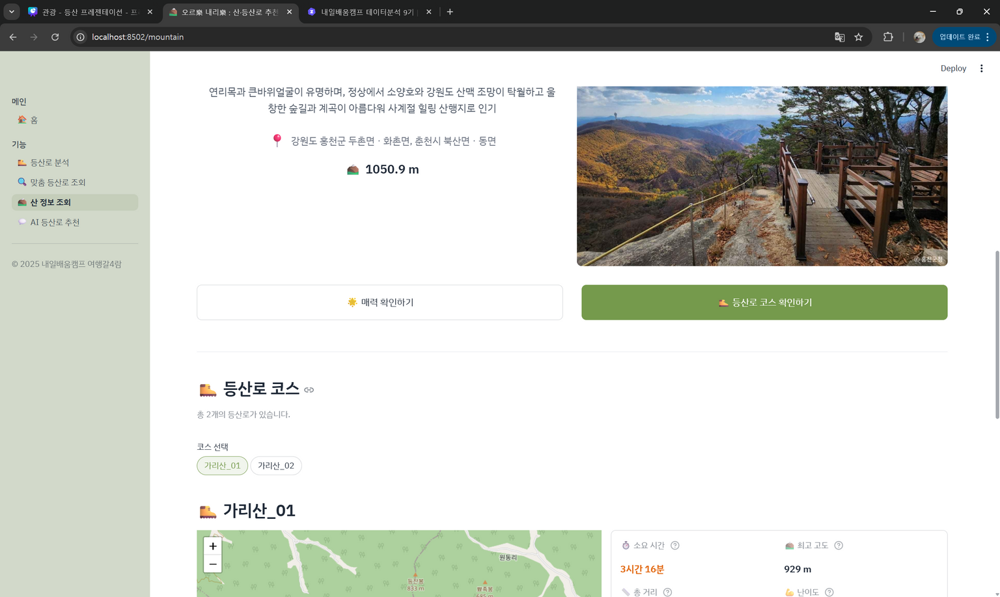 관광 - 등산 프레젠테이션 - 프
오르樂 내리樂 : 산·등산로 추천
내일배움캠프 데이터분석 9기
localhost:8502/mountain
업데이트 완료
Deploy
메인
홈
기능
등산로 분석
맞춤 등산로 조회
산 정보 조회
AI 등산로 추천
© 2025 내일배움캠프 여행갈4람
연리목과 큰바위얼굴이 유명하며, 정상에서 소양호와 강원도 산맥 조망이 탁월하고 울
창한 숲길과 계곡이 아름다워 사계절 힐링 산행지로 인기
강원도 홍천군 두촌면 · 화촌면, 춘천시 북산면 · 동면
1050.9 m
© 홍천군청
매력 확인하기
등산로 코스 확인하기
등산로 코스
총 2개의 등산로가 있습니다.
코스 선택
가리산_01
가리산_02
가리산_01
+
−
원동리
등잔봉
833 m
뾰족봉
685 m
소요 시간
3시간 16분
최고 고도
929 m
총 거리
난이도